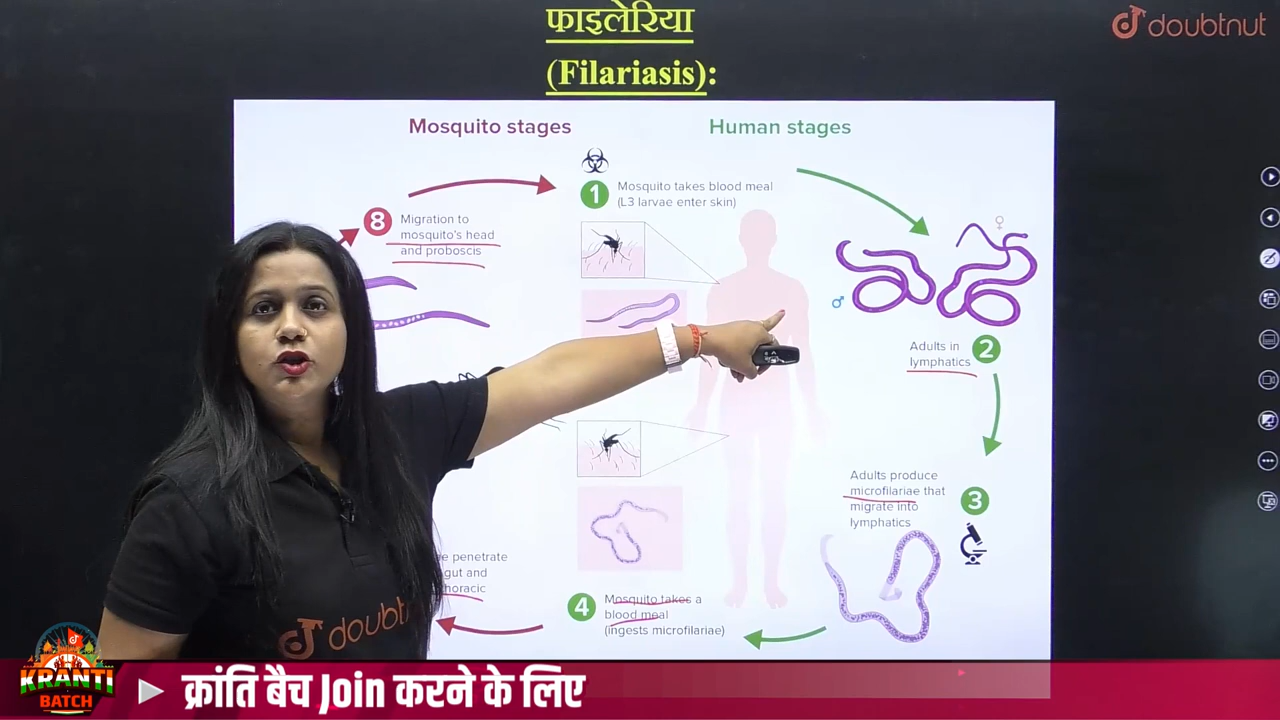 फाइलेरिया
(Filariasis):
doubtnut
Mosquito stages
Human stages
1
Mosquito takes blood meal
(L3 larvae enter skin)
8
Migration to
mosquito's head
and proboscis
Adults in
lymphatics
2
Adults produce
microfilariae that
migrate into
lymphatics
3
penetrate
gut and
thoracic
4
Mosquito takes a
blood meal
(ingests microfilariae)
doubt
KRANTI
BATCH
क्रांति बैच Join करने के लिए